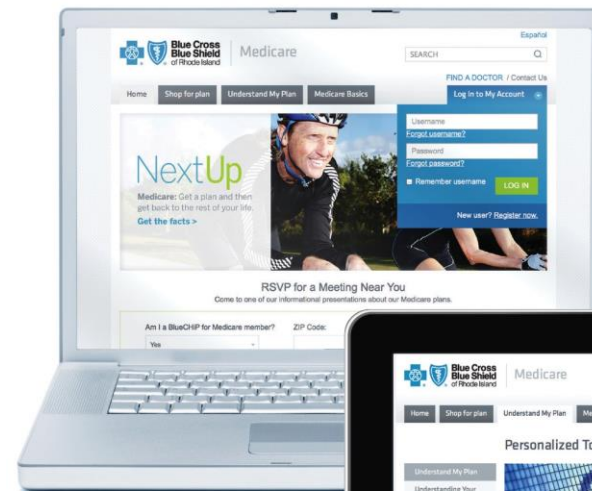 Español
Blue Cross
Blue Shield
of Rhode Island
Medicare
SEARCH
FIND A DOCTOR / Contact Us
Home
Shop for plan
Understand My Plan
Medicare Basics
Log In to My Account
Username
Forgot username?
Password
Forgot password?
Remember username
LOG IN
New user? Register now.
NextUp
Medicare: Get a plan and then
get back to the rest of your life.
Get the facts >
RSVP for a Meeting Near You
Come to one of our informational presentations about our Medicare plans.
Am I a BlueCHiP for Medicare member?
ZIP Code:
Yes
Blue Cross
Blue Shield
of Rhode Island
Medicare
Home
Shop for plan
Understand My Plan
Me
Personalized To
Understand My Plan
Understanding Your